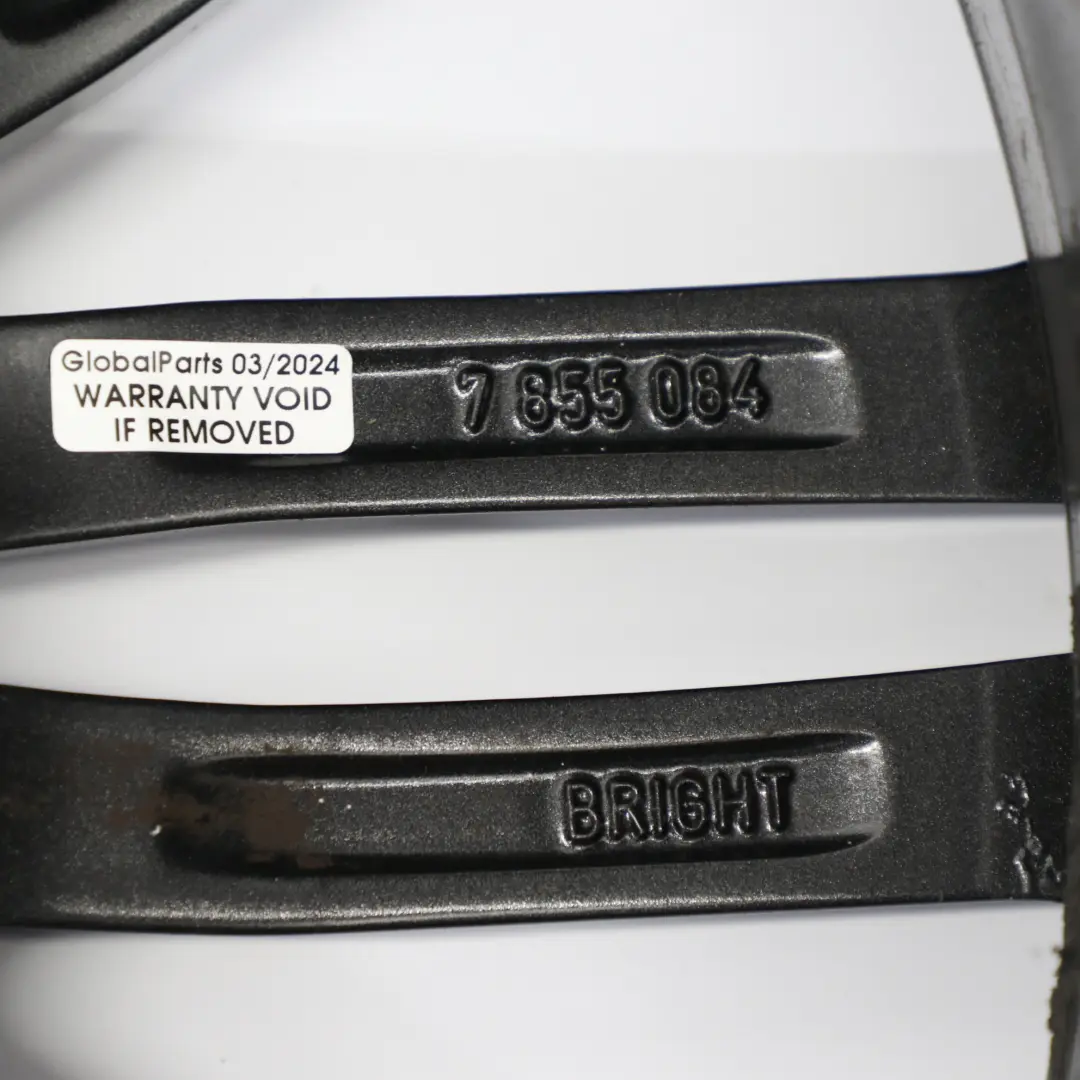 GlobalParts 03/2024
WARRANTY VOID
IF REMOVED
7 855 084
BRIGHT